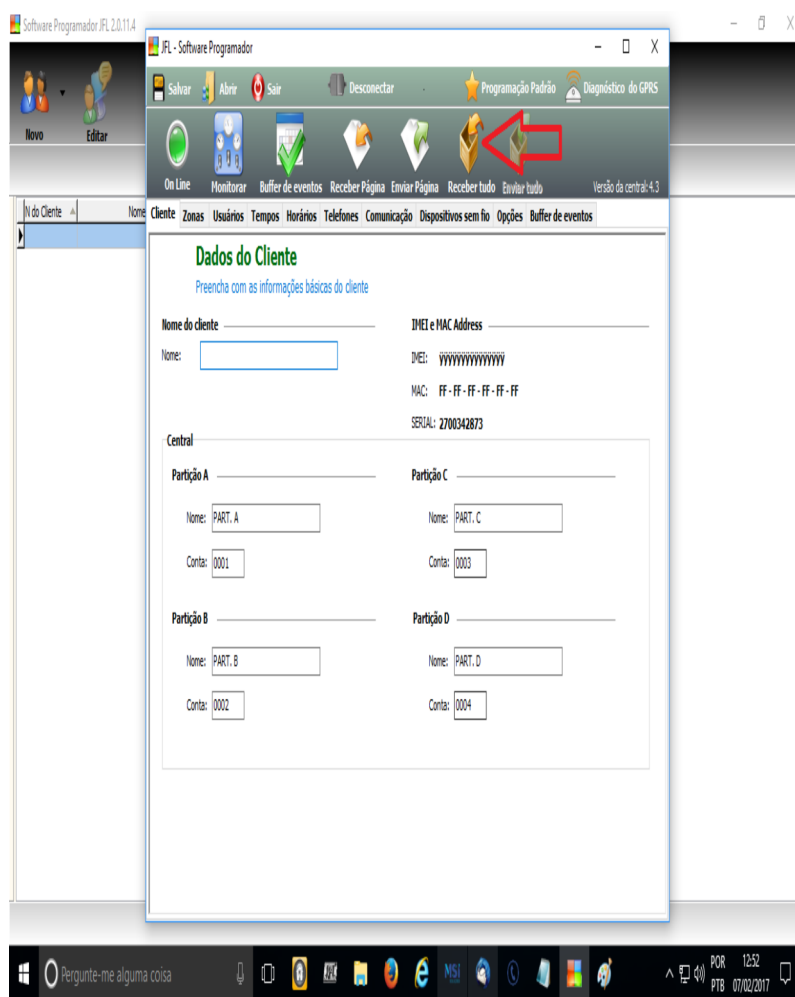 Software Programador JFL 2.0.11.4
JFL - Software Programador
Salvar Abrir Sair Desconectar Programação Padrão Diagnóstico do GPRS
Novo Editar
On Line Monitorar Buffer de eventos Receber Página Enviar Página Receber tudo Enviar tudo Versão da central: 4.3
N do Cliente Nome
Cliente Zonas Usuários Tempos Horários Telefones Comunicação Dispositivos sem fio Opções Buffer de eventos
Dados do Cliente
Preencha com as informações básicas do cliente
Nome do cliente
Nome:
IMEI e MAC Address
IMEI: ÿÿÿÿÿÿÿÿÿÿÿÿÿÿÿ
MAC: FF - FF - FF - FF - FF - FF
SERIAL: 2700342873
Central
Partição A
Nome: PART. A
Conta: 0001
Partição C
Nome: PART. C
Conta: 0003
Partição B
Nome: PART. B
Conta: 0002
Partição D
Nome: PART. D
Conta: 0004
Pergunte-me alguma coisa
MSI
POR
PTB
12:52
07/02/2017